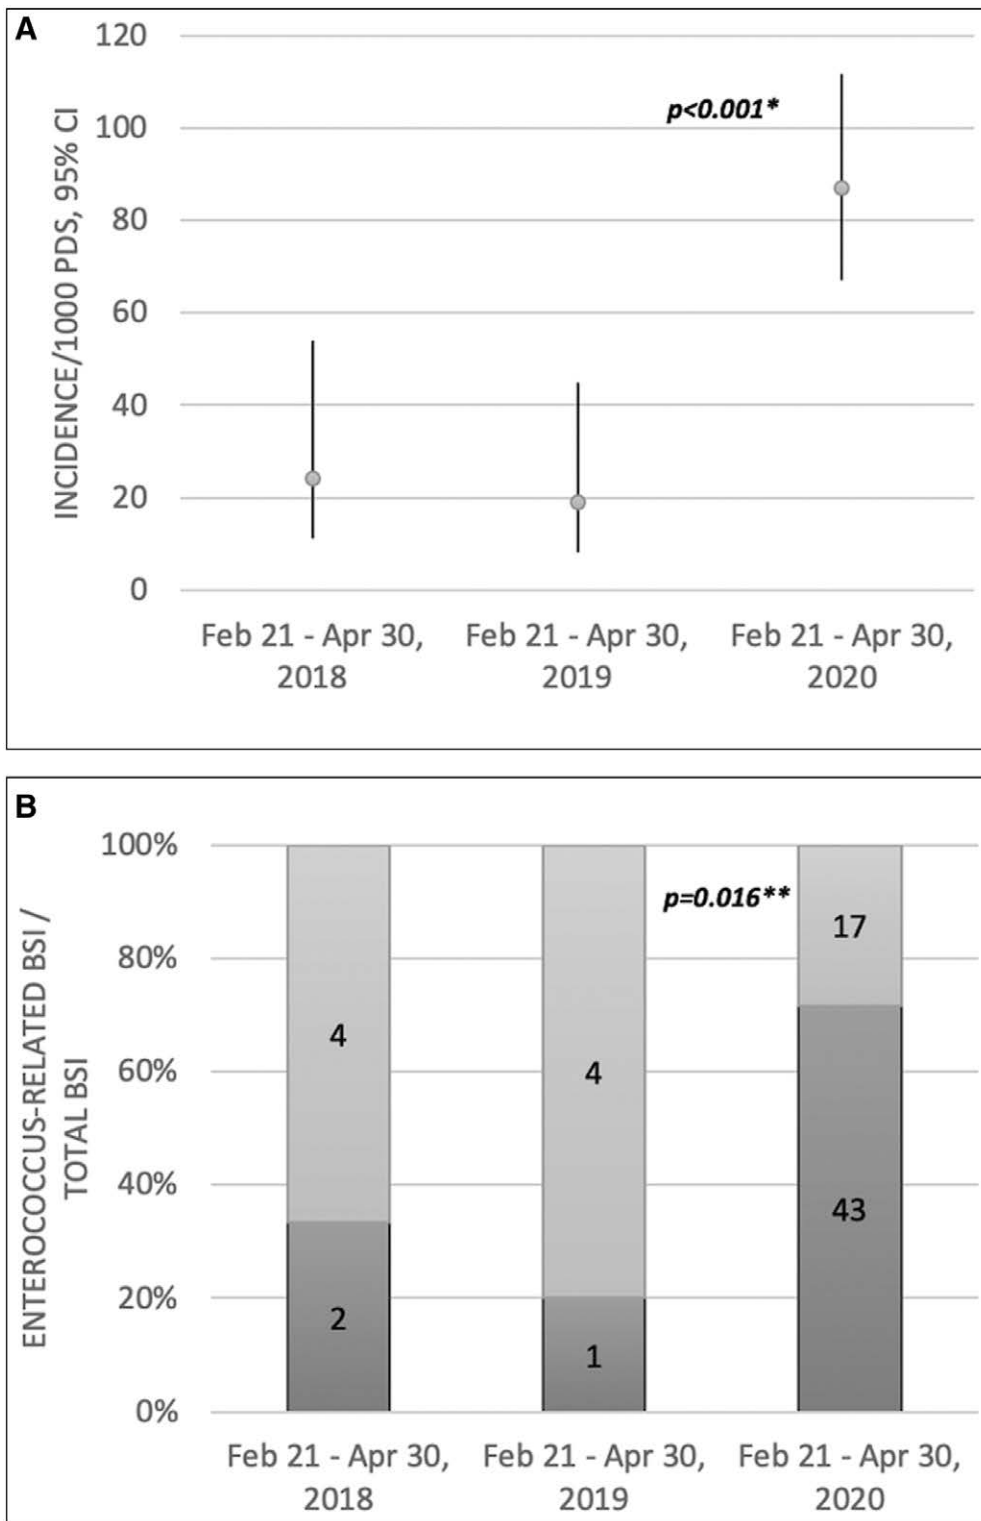 A
120
100
80
60
40
20
0
INCIDENCE/1000 PDS, 95% CI
p<0.001*
Feb 21 - Apr 30,
2018
Feb 21 - Apr 30,
2019
Feb 21 - Apr 30,
2020
B
100%
80%
60%
40%
20%
0%
ENTEROCOCCUS-RELATED BSI /
TOTAL BSI
4
2
4
1
p=0.016**
17
43
Feb 21 - Apr 30,
2018
Feb 21 - Apr 30,
2019
Feb 21 - Apr 30,
2020